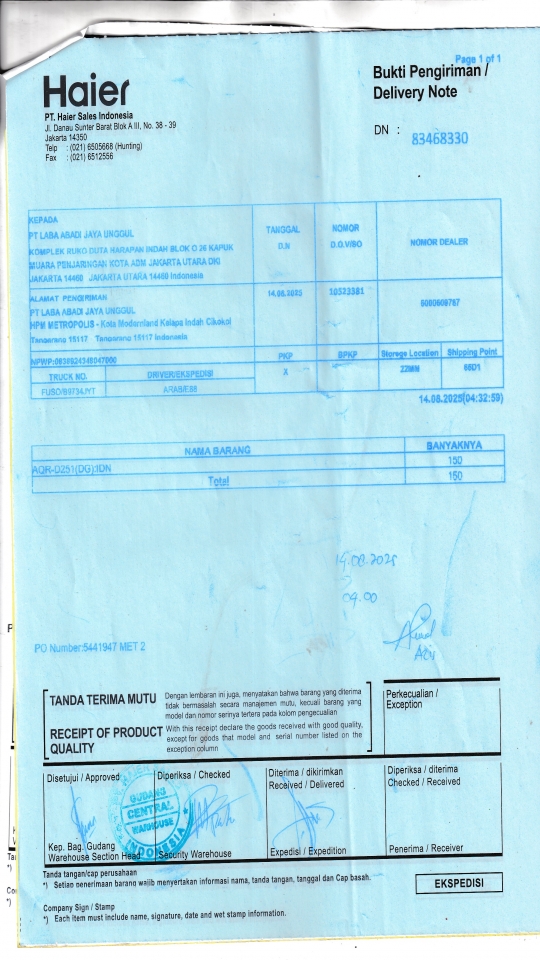 Page 1 of 1
Haier
Bukti Pengiriman /
Delivery Note
PT. Haier Sales Indonesia
Jl. Danau Sunter Barat Blok A III, No. 38 - 39
Jakarta 14350
Telp : (021) 6505668 (Hunting)
Fax : (021) 6512556
DN : 83468330
KEPADA
PT LABA ABADI JAYA UNGGUL
KOMPLEK RUKO DUTA HARAPAN INDAH BLOK O 26 KAPUK
MUARA PENJARINGAN KOTA ADM JAKARTA UTARA DKI
JAKARTA 14460 JAKARTA UTARA 14460 Indonesia
TANGGAL
D.N
NOMOR
D.O.V/SO
NOMOR DEALER
ALAMAT PENGIRIMAN
PT LABA ABADI JAYA UNGGUL
HPM METROPOLIS - Kota Modernland Kelapa Indah Cikokol
Tangerang 15117 Tangerang 15117 Indonesia
14.08.2025
10523381
PKP
BPKP
Storege Location
Shipping Point
TRUCK NO.
DRIVER/EKSPEDISI
X
FUSO/B9734JYT
ARAB/E88
14.08.2025(04:32:59)
NAMA BARANG
BANYAKNYA
AQR-D251(DG):IDN
150
Total
150
14.08.2025
09.00
PO Number:5441947 MET 2
TANDA TERIMA MUTU
Dengan lembaran ini juga, menyatakan bahwa barang yang diterima
tidak bermasalah secara manajemen mutu, kecuali barang yang
model dan nomor serinya tertera pada kolom pengecualian
RECEIPT OF PRODUCT
QUALITY
With this receipt declare the goods received with good quality,
except for goods that model and serial number listed on the
exception column
Perkecualian /
Exception
Disetujui / Approved
Diperiksa / Checked
Diterima / dikirimkan
Received / Delivered
Diperiksa / diterima
Checked / Received
GUDANG
CENTRAL
WAREHOUSE
INDONESIA
Kep. Bag. Gudang
Warehouse Section Head
Security Warehouse
Expedisi / Expedition
Penerima / Receiver
Tanda tangan/cap perusahaan
*) Setiap penerimaan barang wajib menyertakan informasi nama, tanda tangan, tanggal dan Cap basah.
EKSPEDISI
Company Sign / Stamp
*) Each item must include name, signature, date and wet stamp information.